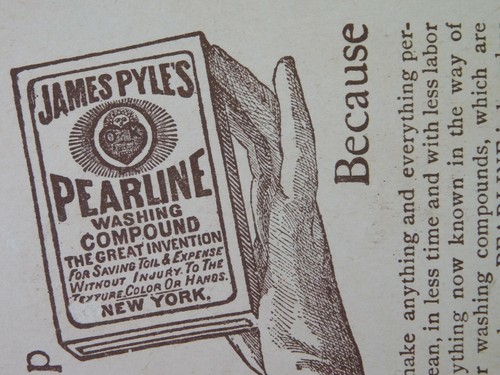 JAMES PYLE'S
PEARLINE
WASHING
COMPOUND
THE GREAT INVENTION
FOR SAVING TOIL & EXPENSE
WITHOUT INJURY TO THE
TEXTURE, COLOR OR HANDS.
NEW YORK.
p
Because
make anything and everything per-
ean, in less time and with less labor
ything now known in the way of
r washing compounds, which are